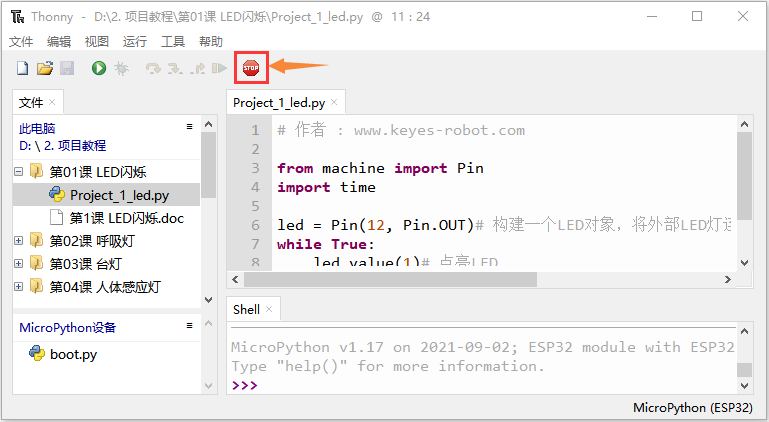 Thonny - D:\2. 项目教程\第01课 LED闪烁\Project_1_led.py @ 11 : 24
文件 编辑 视图 运行 工具 帮助
STOP
文件
此电脑
D: \ 2. 项目教程
第01课 LED闪烁
Project_1_led.py
第1课 LED闪烁.doc
第02课 呼吸灯
第03课 台灯
第04课 人体感应灯
MicroPython设备
boot.py
Project_1_led.py
1 # 作者 : www.keyes-robot.com
2
3 from machine import Pin
4 import time
5
6 led = Pin(12, Pin.OUT)# 构建一个LED对象，将外部LED灯
7 while True:
8 led.value(1)# 点亮LED
Shell
MicroPython v1.17 on 2021-09-02; ESP32 module with ESP32
Type "help()" for more information.
>>>
MicroPython (ESP32)